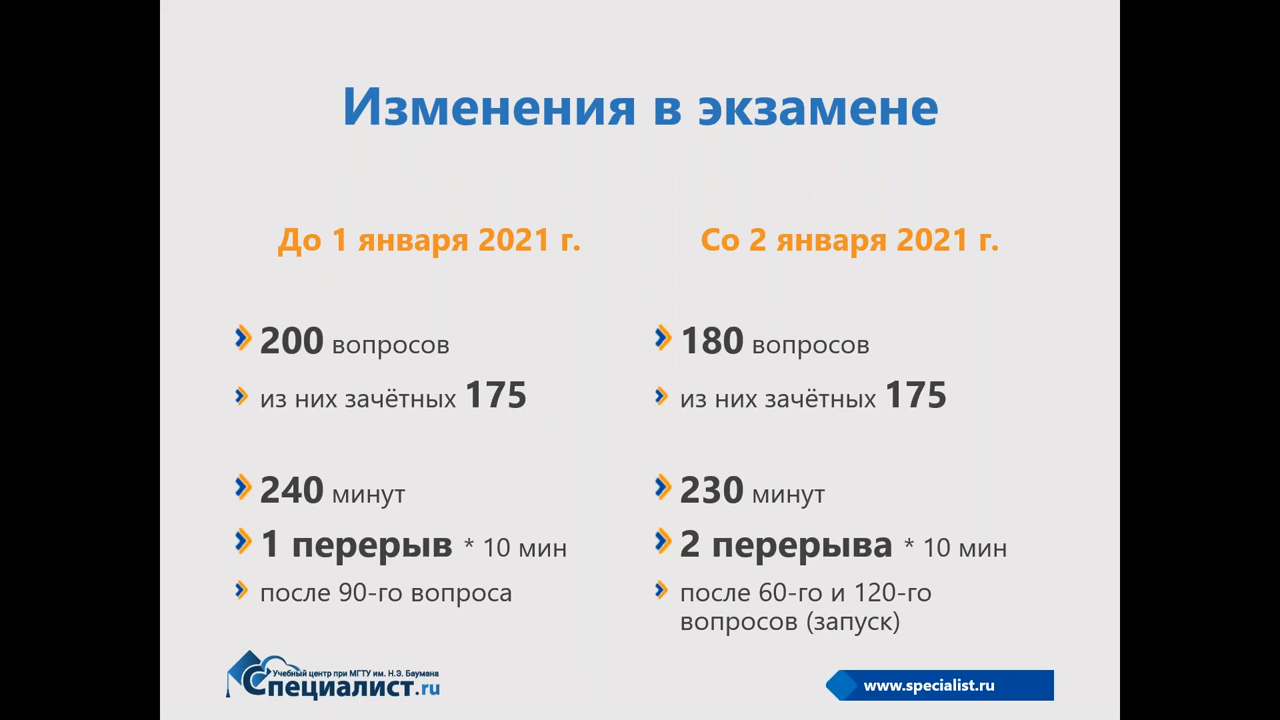 Изменения в экзамене
До 1 января 2021 г.
200 вопросов
из них зачётных 175
240 минут
1 перерыв * 10 мин
после 90-го вопроса
Со 2 января 2021 г.
180 вопросов
из них зачётных 175
230 минут
2 перерыва * 10 мин
после 60-го и 120-го
вопросов (запуск)
Учебный центр при МГТУ им. Н.Э. Баумана
Специалист.ru
www.specialist.ru